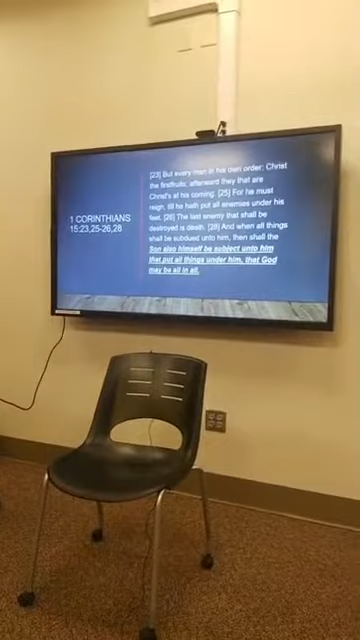 1 CORINTHIANS
15:23,25-26,28
[23] But every man in his own order: Christ
the firstfruits; afterward they that are
Christ's at his coming. [25] For he must
reign, till he hath put all enemies under his
feet. [26] The last enemy that shall be
destroyed is death. [28] And when all things
shall be subdued unto him, then shall the
Son also himself be subject unto him
that put all things under him, that God
may be all in all.